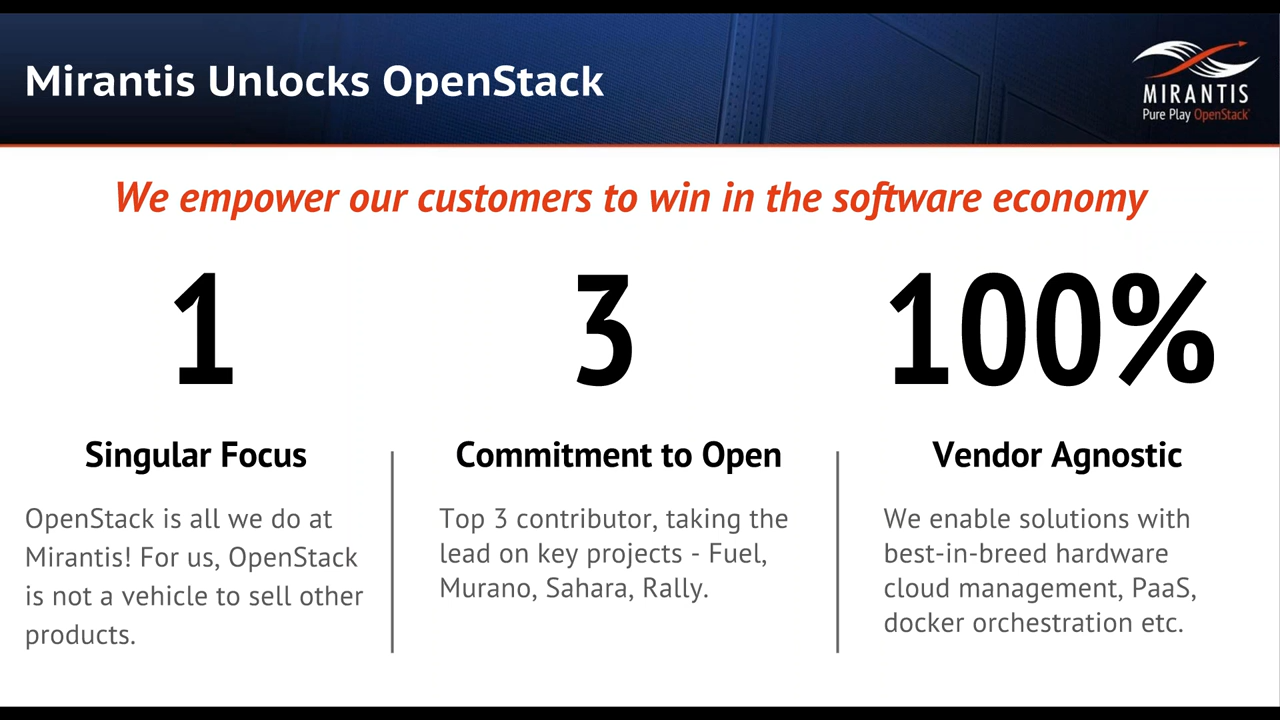 Mirantis Unlocks OpenStack
MIRANTIS
Pure Play OpenStack®
We empower our customers to win in the software economy
1
Singular Focus
OpenStack is all we do at
Mirantis! For us, OpenStack
is not a vehicle to sell other
products.
3
Commitment to Open
Top 3 contributor, taking the
lead on key projects - Fuel,
Murano, Sahara, Rally.
100%
Vendor Agnostic
We enable solutions with
best-in-breed hardware
cloud management, PaaS,
docker orchestration etc.